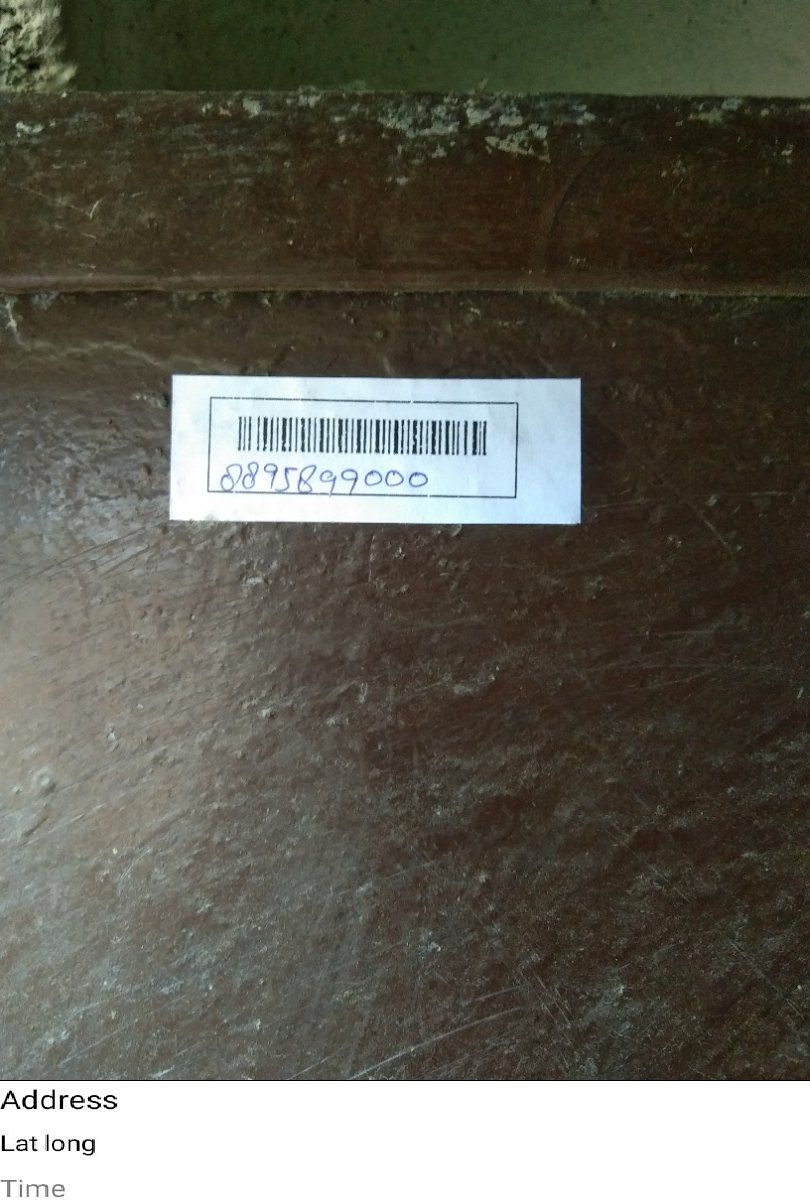 8895899000
Address
Lat long
Time